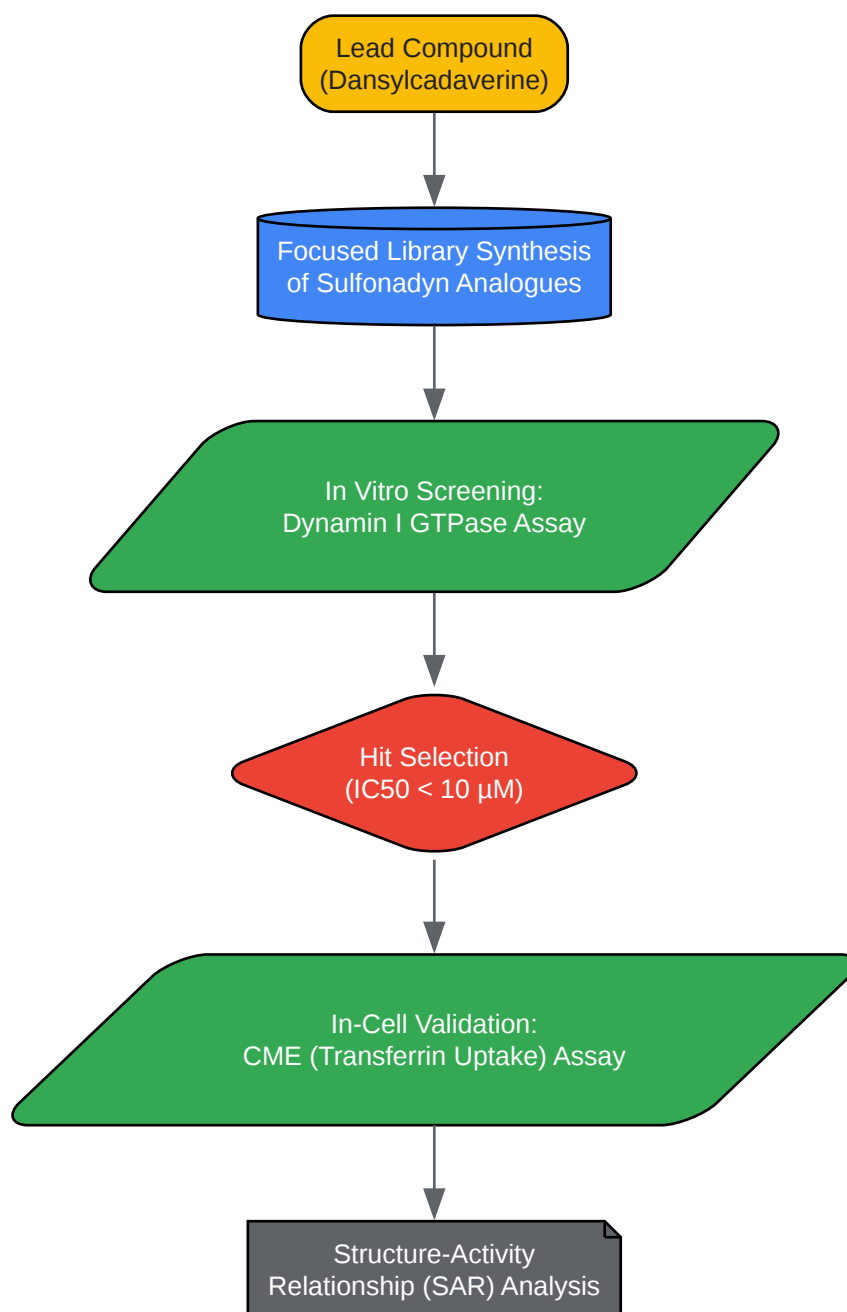 Lead Compound
(Dansylcadaverine)
Focused Library Synthesis
of Sulfonadyn Analogues
In Vitro Screening:
Dynamin I GTPase Assay
Hit Selection
(IC50 < 10 µM)
In-Cell Validation:
CME (Transferrin Uptake) Assay
Structure-Activity
Relationship (SAR) Analysis